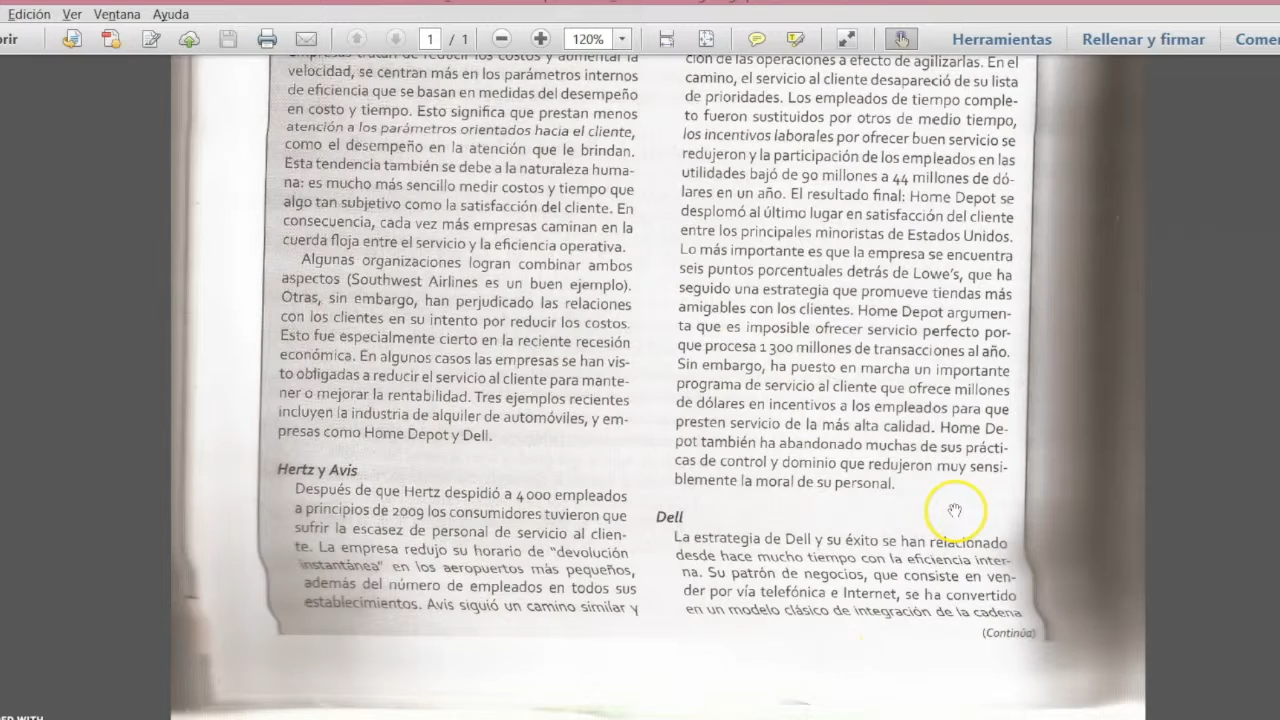 Edición Ver Ventana Ayuda
1 / 1
120%
Herramientas
Rellenar y firmar
empresas tratan de reducir los costos y aumentar la
velocidad, se centran más en los parámetros internos
de eficiencia que se basan en medidas del desempeño
en costo y tiempo. Esto significa que prestan menos
atención a los parámetros orientados hacia el cliente,
como el desempeño en la atención que le brindan.
Esta tendencia también se debe a la naturaleza huma-
na: es mucho más sencillo medir costos y tiempo que
algo tan subjetivo como la satisfacción del cliente. En
consecuencia, cada vez más empresas caminan en la
cuerda floja entre el servicio y la eficiencia operativa.
Algunas organizaciones logran combinar ambos
aspectos (Southwest Airlines es un buen ejemplo).
Otras, sin embargo, han perjudicado las relaciones
con los clientes en su intento por reducir los costos.
Esto fue especialmente cierto en la reciente recesión
económica. En algunos casos las empresas se han vis-
to obligadas a reducir el servicio al cliente para mante-
ner o mejorar la rentabilidad. Tres ejemplos recientes
incluyen la industria de alquiler de automóviles, y em-
presas como Home Depot y Dell.
Hertz y Avis
Después de que Hertz despidió a 4 000 empleados
a principios de 2009 los consumidores tuvieron que
sufrir la escasez de personal de servicio al clien-
te. La empresa redujo su horario de “devolución
instantánea” en los aeropuertos más pequeños,
además del número de empleados en todos sus
establecimientos. Avis siguió un camino similar y
ción de las operaciones a efecto de agilizarlas. En el
camino, el servicio al cliente desapareció de su lista
de prioridades. Los empleados de tiempo comple-
to fueron sustituidos por otros de medio tiempo,
los incentivos laborales por ofrecer buen servicio se
redujeron y la participación de los empleados en las
utilidades bajó de 90 millones a 44 millones de dó-
lares en un año. El resultado final: Home Depot se
desplomó al último lugar en satisfacción del cliente
entre los principales minoristas de Estados Unidos.
Lo más importante es que la empresa se encuentra
seis puntos porcentuales detrás de Lowe’s, que ha
seguido una estrategia que promueve tiendas más
amigables con los clientes. Home Depot argumen-
ta que es imposible ofrecer servicio perfecto por-
que procesa 1 300 millones de transacciones al año.
Sin embargo, ha puesto en marcha un importante
programa de servicio al cliente que ofrece millones
de dólares en incentivos a los empleados para que
presten servicio de la más alta calidad. Home De-
pot también ha abandonado muchas de sus prácti-
cas de control y dominio que redujeron muy sensi-
blemente la moral de su personal.
Dell
La estrategia de Dell y su éxito se han relacionado
desde hace mucho tiempo con la eficiencia inter-
na. Su patrón de negocios, que consiste en ven-
der por vía telefónica e Internet, se ha convertido
en un modelo clásico de integración de la cadena
(Continúa)